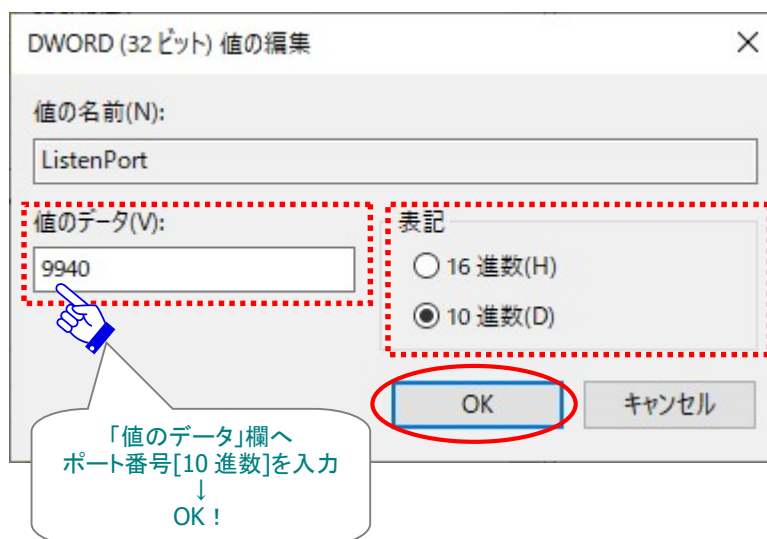 DWORD (32 ビット) 値の編集
値の名前(N):
ListenPort
値のデータ(V):
9940
表記
16 進数(H)
10 進数(D)
OK
キャンセル
「値のデータ」欄へ
ポート番号[10 進数]を入力
↓
OK！